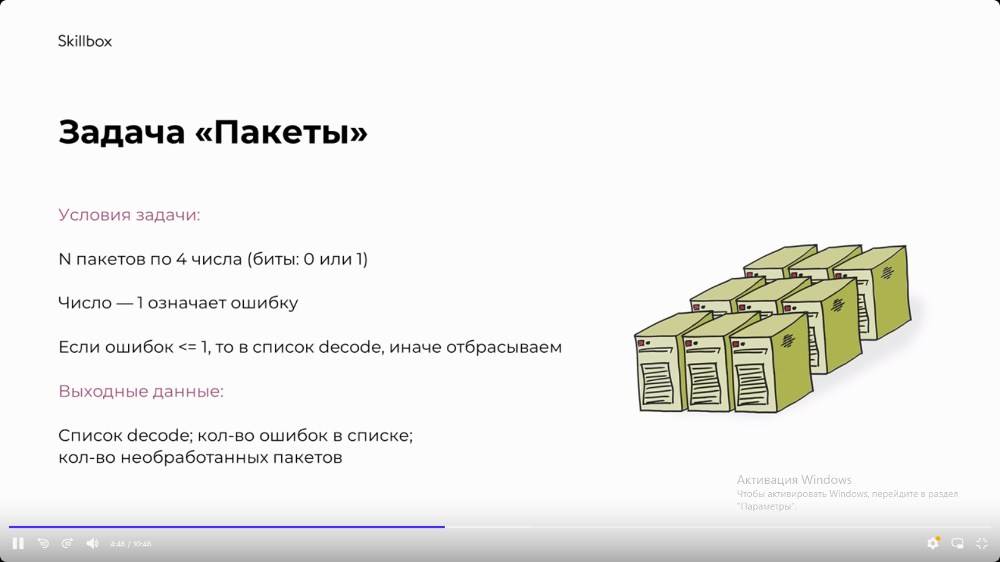 Skillbox
Задача «Пакеты»
Условия задачи:
N пакетов по 4 числа (биты: 0 или 1)
Число — 1 означает ошибку
Если ошибок <= 1, то в список decode, иначе отбрасываем
Выходные данные:
Список decode; кол-во ошибок в списке;
кол-во необработанных пакетов
Активация Windows
Чтобы активировать Windows, перейдите в раздел
"Параметры".
10
10
4:46 / 10:46